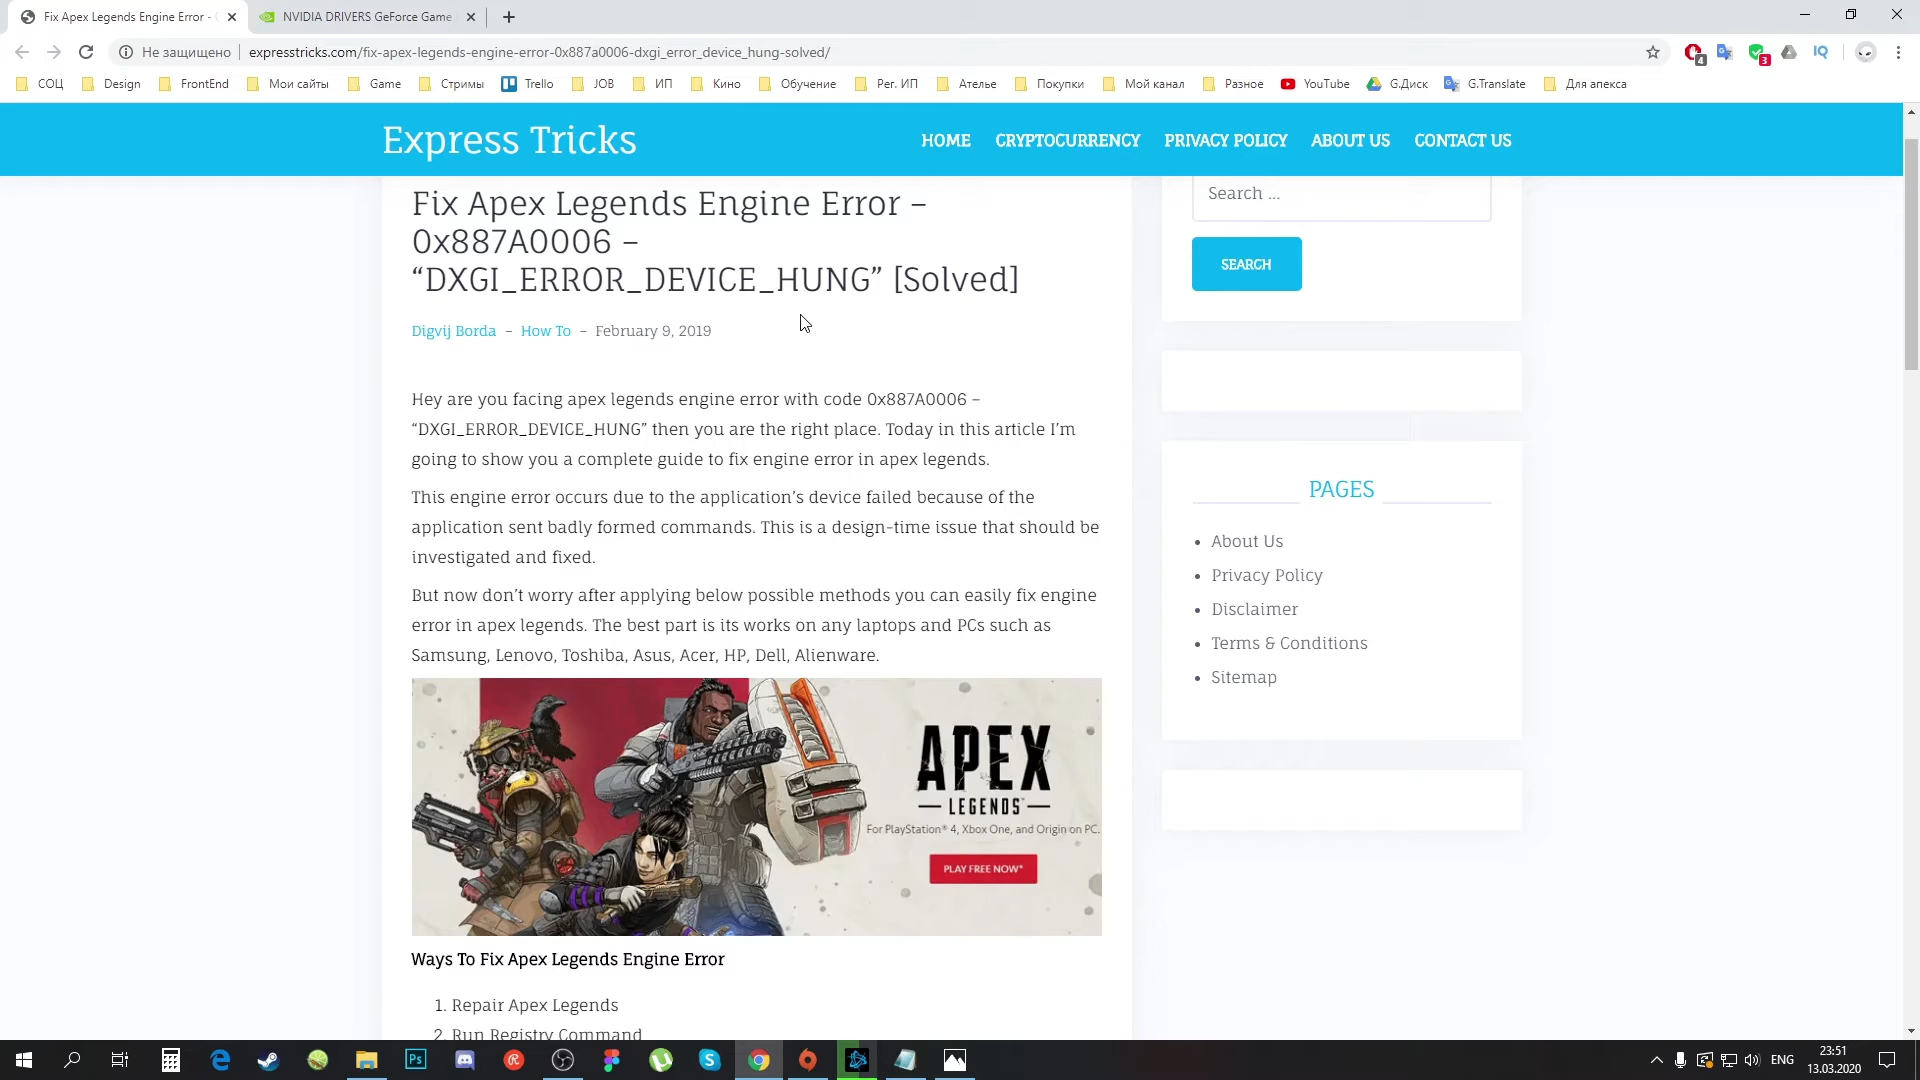 Fix Apex Legends Engine Error -
NVIDIA DRIVERS GeForce Game
Не защищено
expresstricks.com/fix-apex-legends-engine-error-0x887a0006-dxgi_error_device_hung-solved/
4
3
IQ
СОЦ
Design
FrontEnd
Мои сайты
Game
Стримы
Trello
JOB
ИП
Кино
Обучение
Рег. ИП
Ателье
Покупки
Мой канал
Разное
YouTube
G.Диск
G.Translate
Для апекса
Express Tricks
HOME
CRYPTOCURRENCY
PRIVACY POLICY
ABOUT US
CONTACT US
Fix Apex Legends Engine Error –
0x887A0006 –
“DXGI_ERROR_DEVICE_HUNG” [Solved]
Digvij Borda – How To – February 9, 2019
Hey are you facing apex legends engine error with code 0x887A0006 –
“DXGI_ERROR_DEVICE_HUNG” then you are the right place. Today in this article I’m
going to show you a complete guide to fix engine error in apex legends.
This engine error occurs due to the application’s device failed because of the
application sent badly formed commands. This is a design-time issue that should be
investigated and fixed.
But now don’t worry after applying below possible methods you can easily fix engine
error in apex legends. The best part is its works on any laptops and PCs such as
Samsung, Lenovo, Toshiba, Asus, Acer, HP, Dell, Alienware.
APEX
LEGENDS
For PlayStation® 4, Xbox One, and Origin on PC.
PLAY FREE NOW*
Ways To Fix Apex Legends Engine Error
1. Repair Apex Legends
2. Run Registry Command
Search ...
SEARCH
PAGES
About Us
Privacy Policy
Disclaimer
Terms & Conditions
Sitemap
Ps
ENG
23:51
13.03.2020